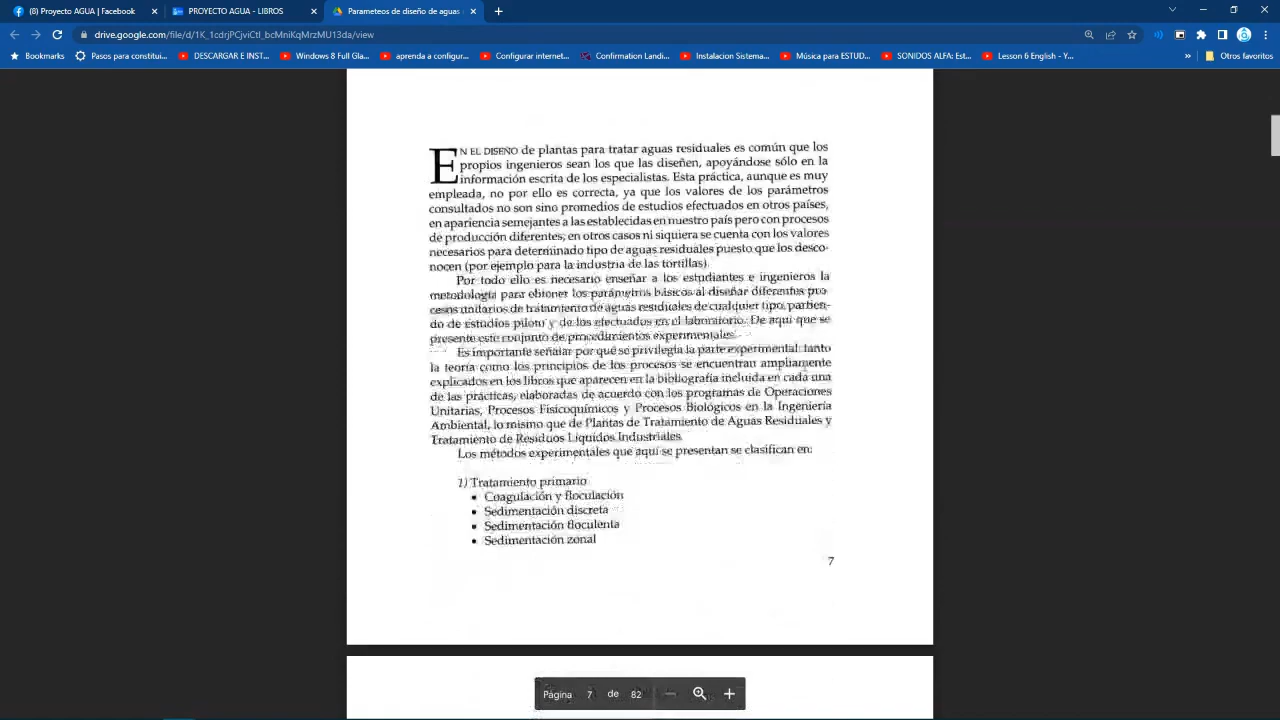 (8) Proyecto AGUA | Facebook
PROYECTO AGUA - LIBROS
Parameteos de diseño de aguas
drive.google.com/file/d/1K_1cdrjPCjviCtI_bcMniKqMrzMU13da/view
Bookmarks
Pasos para constitui...
DESCARGAR E INST...
Windows 8 Full Gla...
aprenda a configur...
Configurar internet...
Confirmation Landi...
Instalacion Sistema...
Música para ESTUD...
SONIDOS ALFA: Est...
Lesson 6 English - Y...
»
Otros favoritos
EN EL DISEÑO de plantas para tratar aguas residuales es común que los
propios ingenieros sean los que las diseñen, apoyándose sólo en la
información escrita de los especialistas. Esta práctica, aunque es muy
empleada, no por ello es correcta, ya que los valores de los parámetros
consultados no son sino promedios de estudios efectuados en otros países,
en apariencia semejantes a las establecidas en nuestro país pero con procesos
de producción diferentes; en otros casos ni siquiera se cuenta con los valores
necesarios para determinado tipo de aguas residuales puesto que los desco-
nocen (por ejemplo para la industria de las tortillas).
Por todo ello es necesario enseñar a los estudiantes e ingenieros la
metodología para obtener los parámetros básicos al diseñar diferentes pro
cesos unitarios de tratamiento de aguas residuales de cualquier tipo, partien-
do de estudios piloto y de los efectuados en el laboratorio. De aquí que se
presente este conjunto de procedimientos experimentales.
Es importante señalar por qué se privilegia la parte experimental: tanto
la teoría como los principios de los procesos se encuentran ampliamente
explicados en los libros que aparecen en la bibliografía incluida en cada una
de las prácticas, elaboradas de acuerdo con los programas de Operaciones
Unitarias, Procesos Fisicoquímicos y Procesos Biológicos en la Ingeniería
Ambiental, lo mismo que de Plantas de Tratamiento de Aguas Residuales y
Tratamiento de Residuos Líquidos Industriales.
Los métodos experimentales que aquí se presentan se clasifican en:
1) Tratamiento primario
• Coagulación y floculación
• Sedimentación discreta
• Sedimentación floculenta
• Sedimentación zonal
7
Página 7 de 82